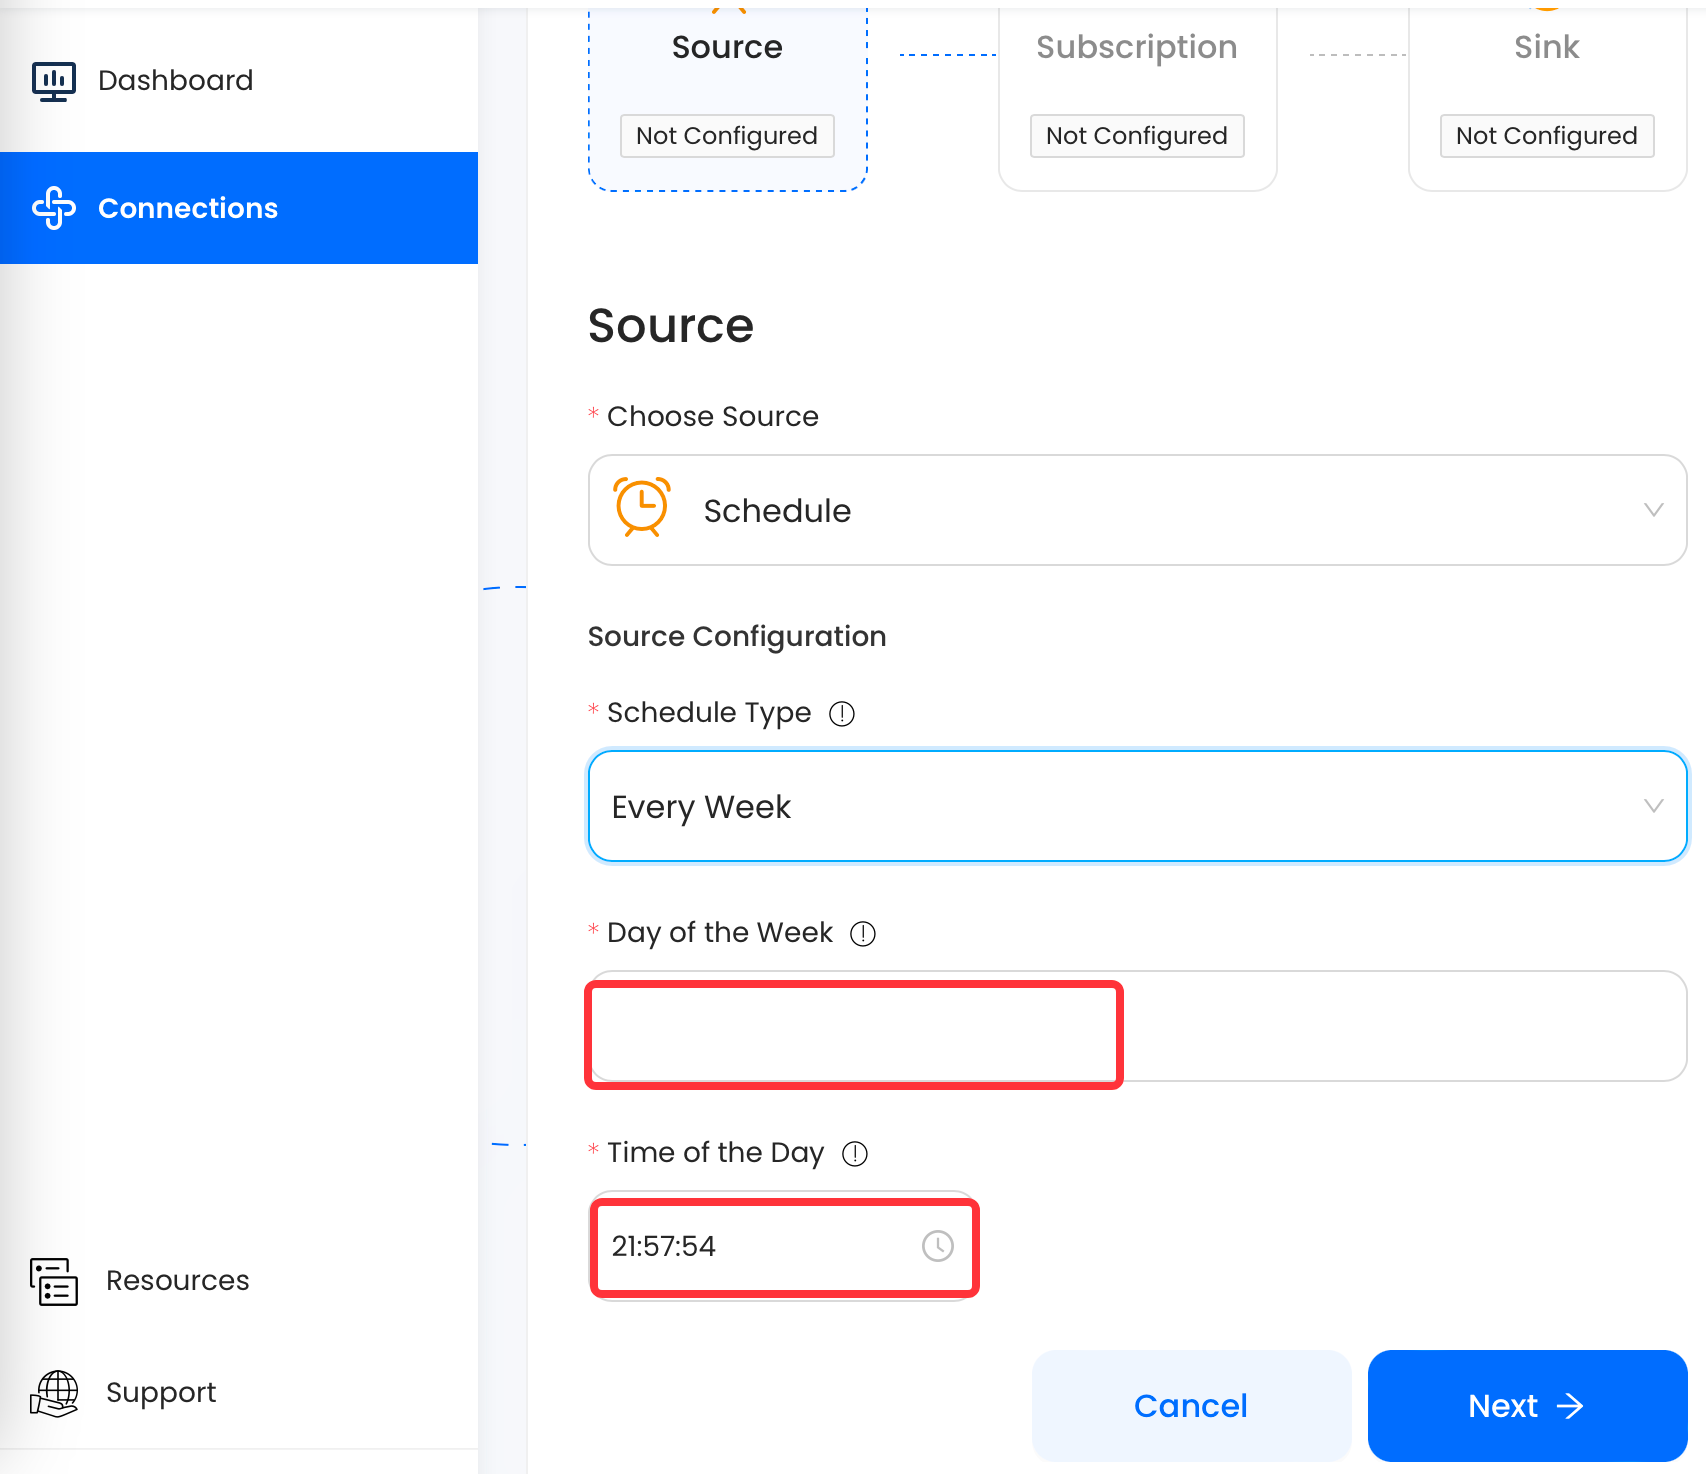 Dashboard
Connections
Resources
Support
Source
Not Configured
Subscription
Not Configured
Sink
Not Configured
Source
* Choose Source
Schedule
Source Configuration
* Schedule Type
Every Week
* Day of the Week
* Time of the Day
21:57:54
Cancel
Next →